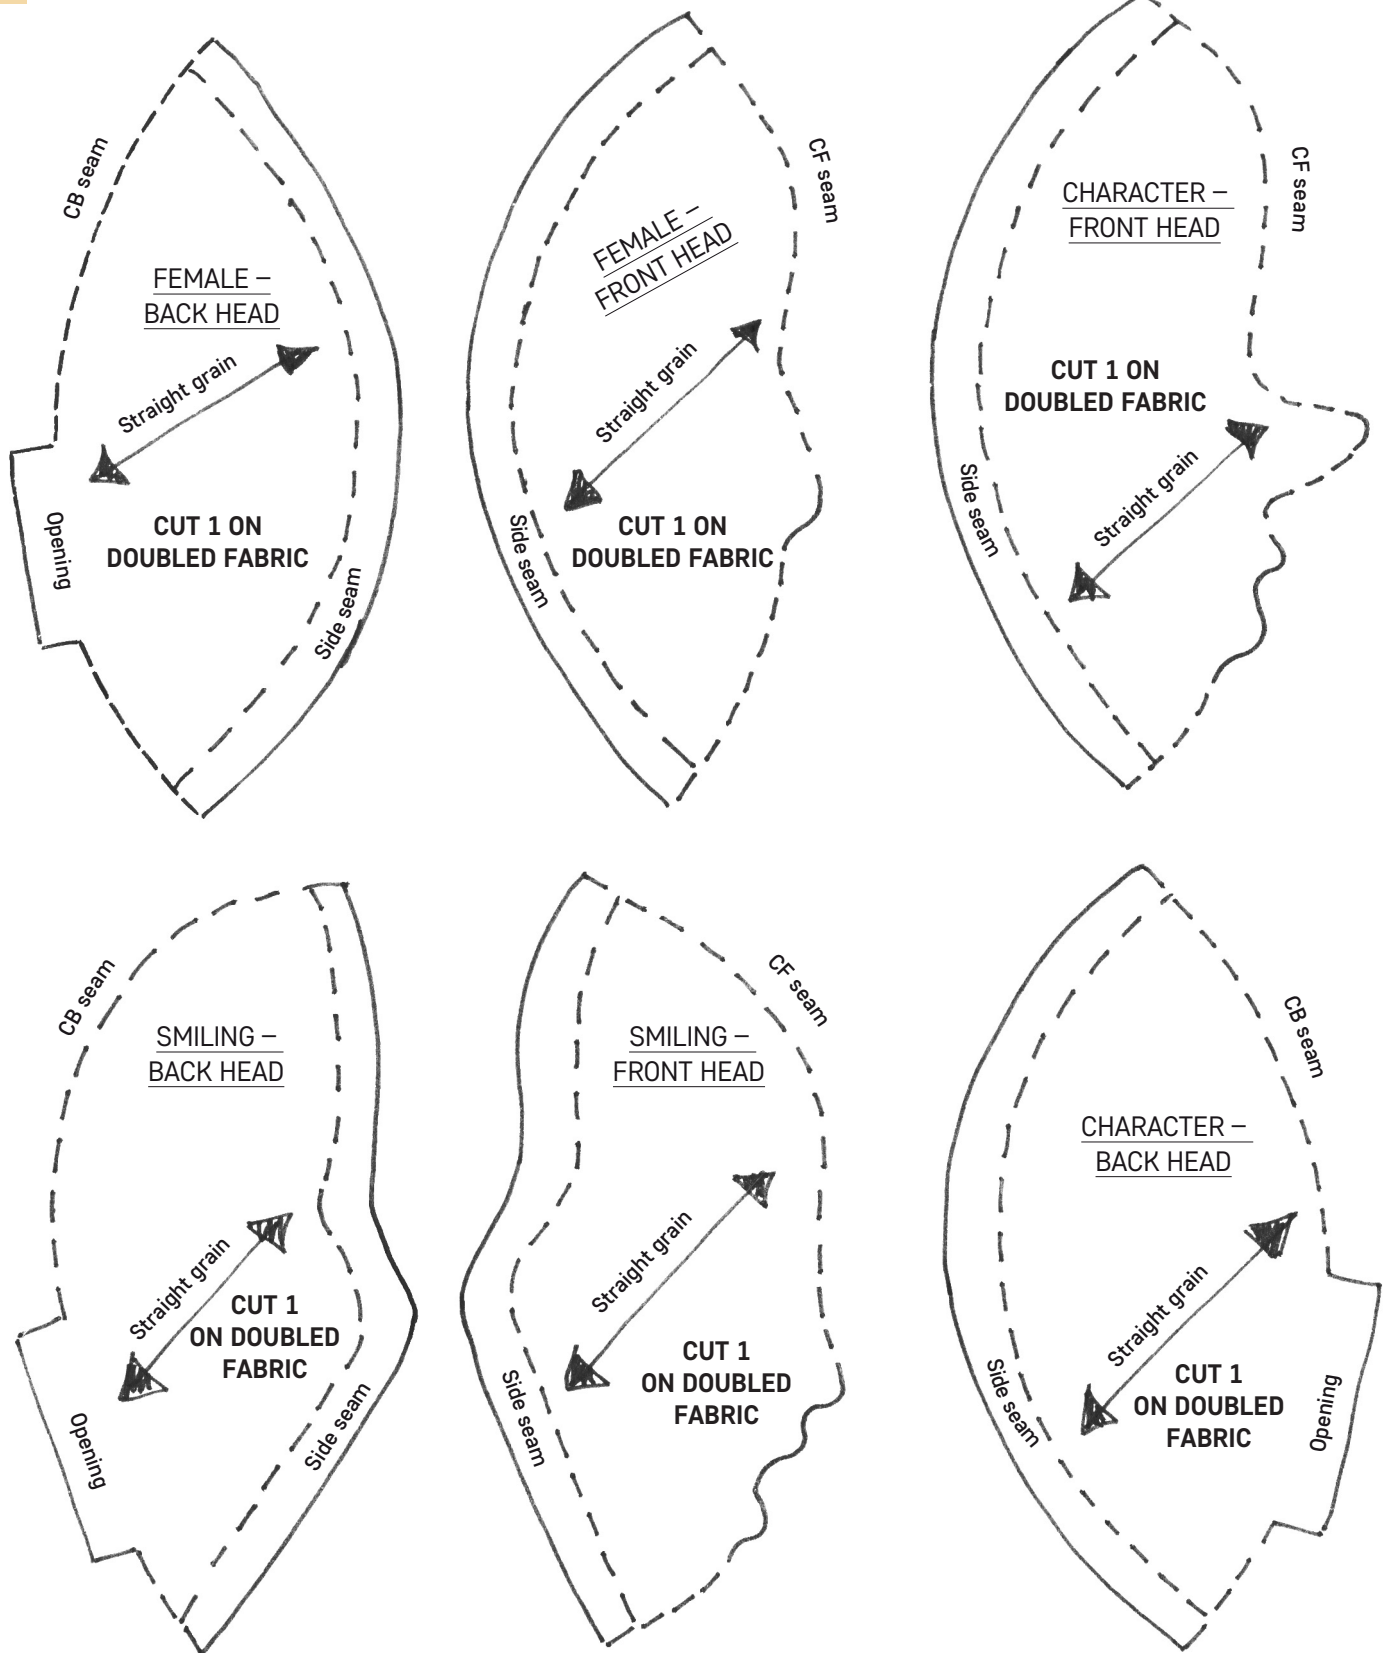 CB seam
FEMALE –
BACK HEAD
Straight grain
Opening
CUT 1 ON
DOUBLED FABRIC
Side seam
CF seam
FEMALE –
FRONT HEAD
Straight grain
CUT 1 ON
DOUBLED FABRIC
Side seam
CF seam
CHARACTER –
FRONT HEAD
CUT 1 ON
DOUBLED FABRIC
Straight grain
Side seam
CB seam
SMILING –
BACK HEAD
Straight grain
CUT 1
ON DOUBLED
FABRIC
Opening
Side seam
CF seam
SMILING –
FRONT HEAD
Straight grain
CUT 1
ON DOUBLED
FABRIC
Side seam
CB seam
CHARACTER –
BACK HEAD
Straight grain
CUT 1
ON DOUBLED
FABRIC
Side seam
Opening